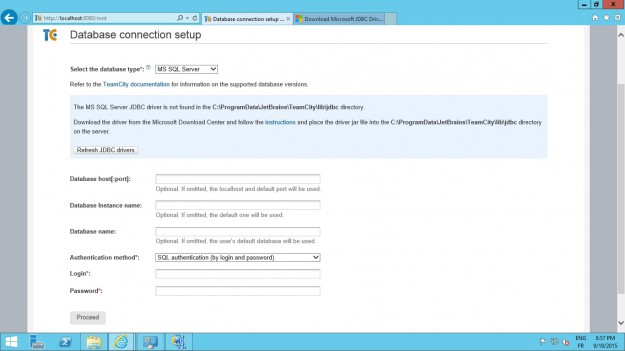 http://localhost:8080/mnt
Database connection setup ...
Download Microsoft JDBC Driv...
TC Database connection setup
Select the database type*: MS SQL Server
Refer to the TeamCity documentation for information on the supported database versions.
The MS SQL Server JDBC driver is not found in the C:\ProgramData\JetBrains\TeamCity\lib\jdbc directory.
Download the driver from the Microsoft Download Center and follow the instructions and place the driver jar file into the C:\ProgramData\JetBrains\TeamCity\lib\jdbc directory
on the server.
Refresh JDBC drivers
Database host[:port]:
Optional. If omitted, the localhost and default port will be used.
Database Instance name:
Optional. If omitted, the default one will be used.
Database name:
Optional. If omitted, the user's default database will be used.
Authentication method*: SQL authentication (by login and password)
Login*:
Password*:
Proceed
ENG 8:57 PM
FR 9/10/2015